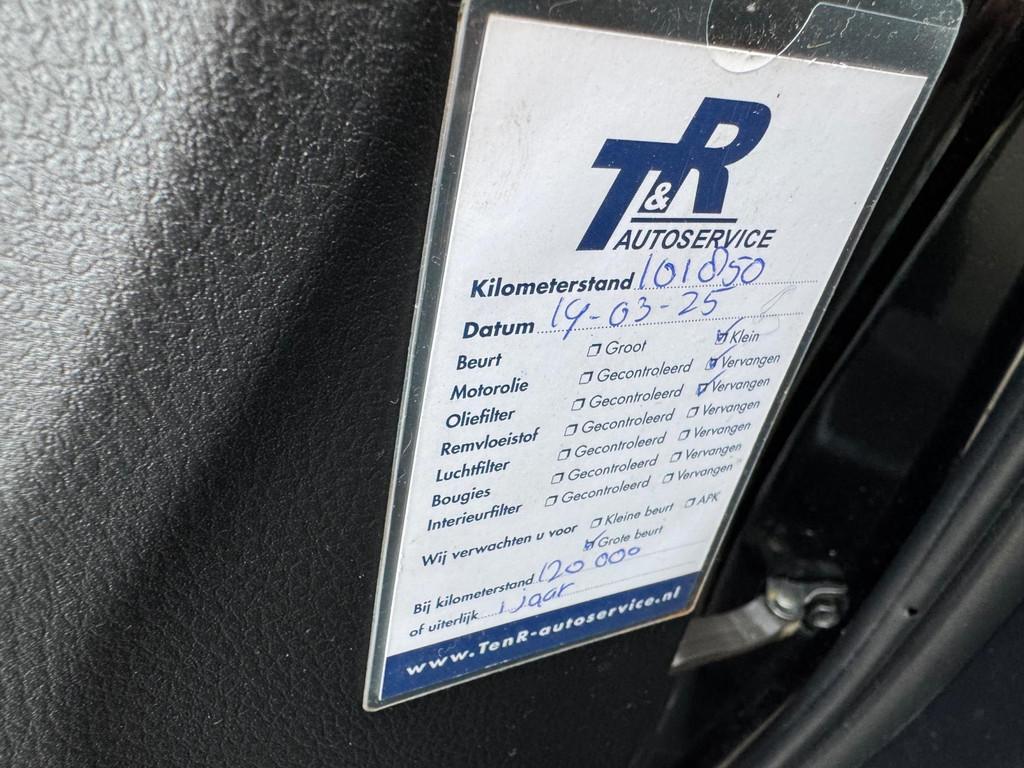 T&R
AUTOSERVICE
Kilometerstand 101850
Datum 14-03-25
Beurt Groot Klein
Motorolie Gecontroleerd Vervangen
Oliefilter Gecontroleerd Vervangen
Remvloeistof Gecontroleerd Vervangen
Luchtfilter Gecontroleerd Vervangen
Bougies Gecontroleerd Vervangen
Interieurfilter Gecontroleerd Vervangen
Wij verwachten u voor Kleine beurt APK
Grote beurt
Bij kilometerstand 120 000
of uiterlijk 1 jaar
www.TenR-autoservice.nl